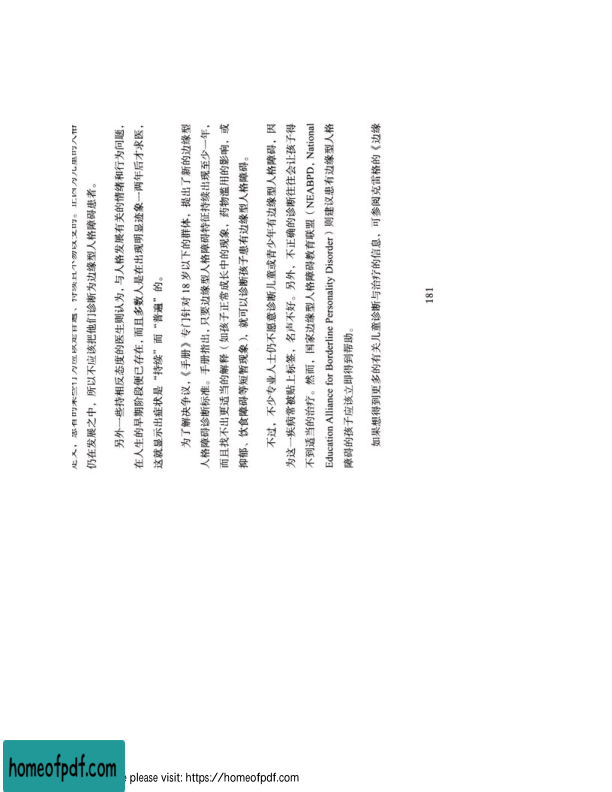 仍在发展之中，所以不应该把他们诊断为边缘型人格障碍患者。
另外一些持相反态度的医生则认为，与人格发展有关的情绪和行为问题，
在人生的早期阶段便已存在，而且多数人是在出现明显迹象一两年后才求医，
这就显示出症状是“持续”而“普遍”的。
为了解决争议，《手册》专门针对 18 岁以下的群体，提出了新的边缘型
人格障碍诊断标准。手册指出，只要边缘型人格障碍特征持续出现至少一年，
而且找不出更适当的解释（如孩子正常成长中的现象，药物滥用的影响，或
抑郁、饮食障碍等短暂现象），就可以诊断孩子患有边缘型人格障碍。
不过，不少专业人士仍不愿意诊断儿童或青少年有边缘型人格障碍，因
为这一疾病常被贴上标签，名声不好。另外，不正确的诊断往往会让孩子得
不到适当的治疗。然而，国家边缘型人格障碍教育联盟（NEABPD，National
Education Alliance for Borderline Personality Disorder）则建议患有边缘型人格
障碍的孩子应该立即得到帮助。
如果想得到更多的有关儿童诊断与治疗的信息，可参阅克雷格的《边缘
181
homeofpdf.com
please visit: https://homeofpdf.com